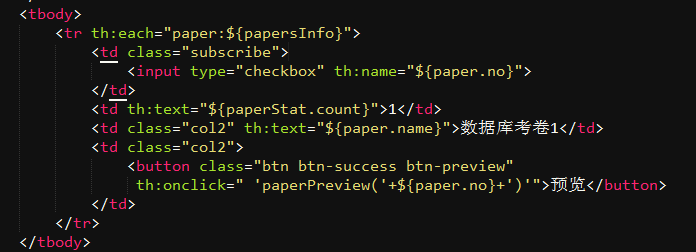 <tbody>
<tr th:each="paper:${papersInfo}">
<td class="subscribe">
<input type="checkbox" th:name="${paper.no}">
</td>
<td th:text="${paperStat.count}">1</td>
<td class="col2" th:text="${paper.name}">数据库考卷1</td>
<td class="col2">
<button class="btn btn-success btn-preview"
th:onclick=" 'paperPreview('+${paper.no}+')'">预览</button>
</td>
</tr>
</tbody>